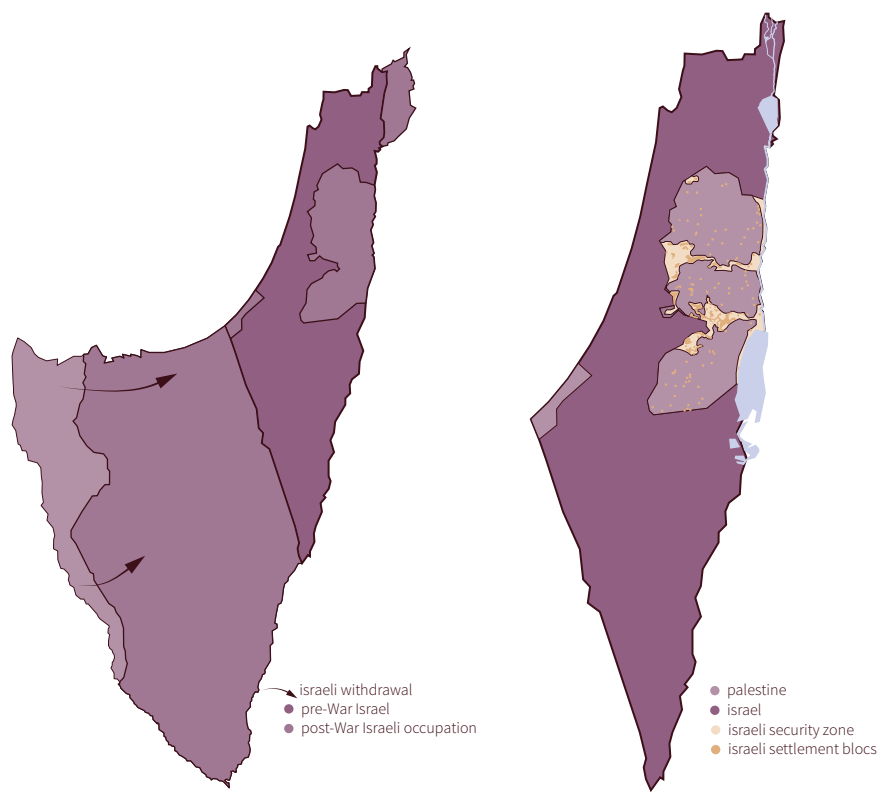 israeli withdrawal
pre-War Israel
post-War Israeli occupation
palestine
israel
israeli security zone
israeli settlement blocs